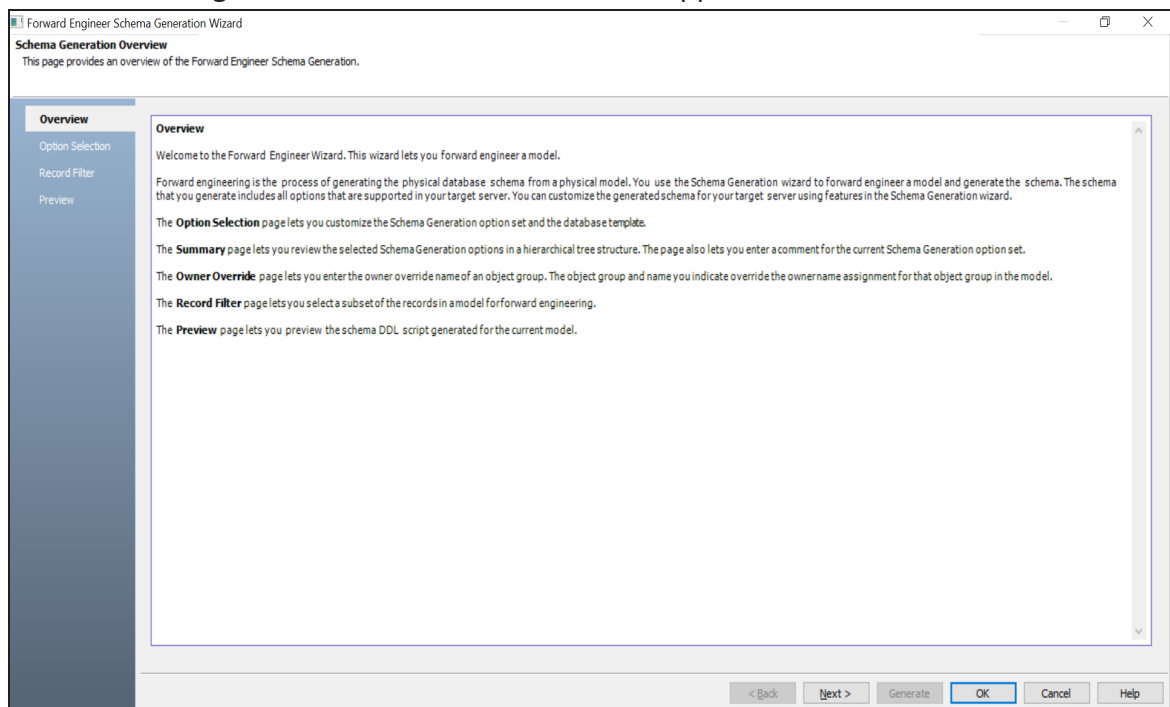 Forward Engineer Schema Generation Wizard
Schema Generation Overview
This page provides an overview of the Forward Engineer Schema Generation.
Overview
Option Selection
Record Filter
Preview
Overview
Welcome to the Forward Engineer Wizard. This wizard lets you forward engineer a model.
Forward engineering is the process of generating the physical database schema from a physical model. You use the Schema Generation wizard to forward engineer a model and generate the schema. The schema
that you generate includes all options that are supported in your target server. You can customize the generated schema for your target server using features in the Schema Generation wizard.
The Option Selection page lets you customize the Schema Generation option set and the database template.
The Summary page lets you review the selected Schema Generation options in a hierarchical tree structure. The page also lets you enter a comment for the current Schema Generation option set.
The Owner Override page lets you enter the owner override name of an object group. The object group and name you indicate override the owner name assignment for that object group in the model.
The Record Filter page lets you select a subset of the records in a model for forward engineering.
The Preview page lets you preview the schema DDL script generated for the current model.
< Back Next > Generate OK Cancel Help